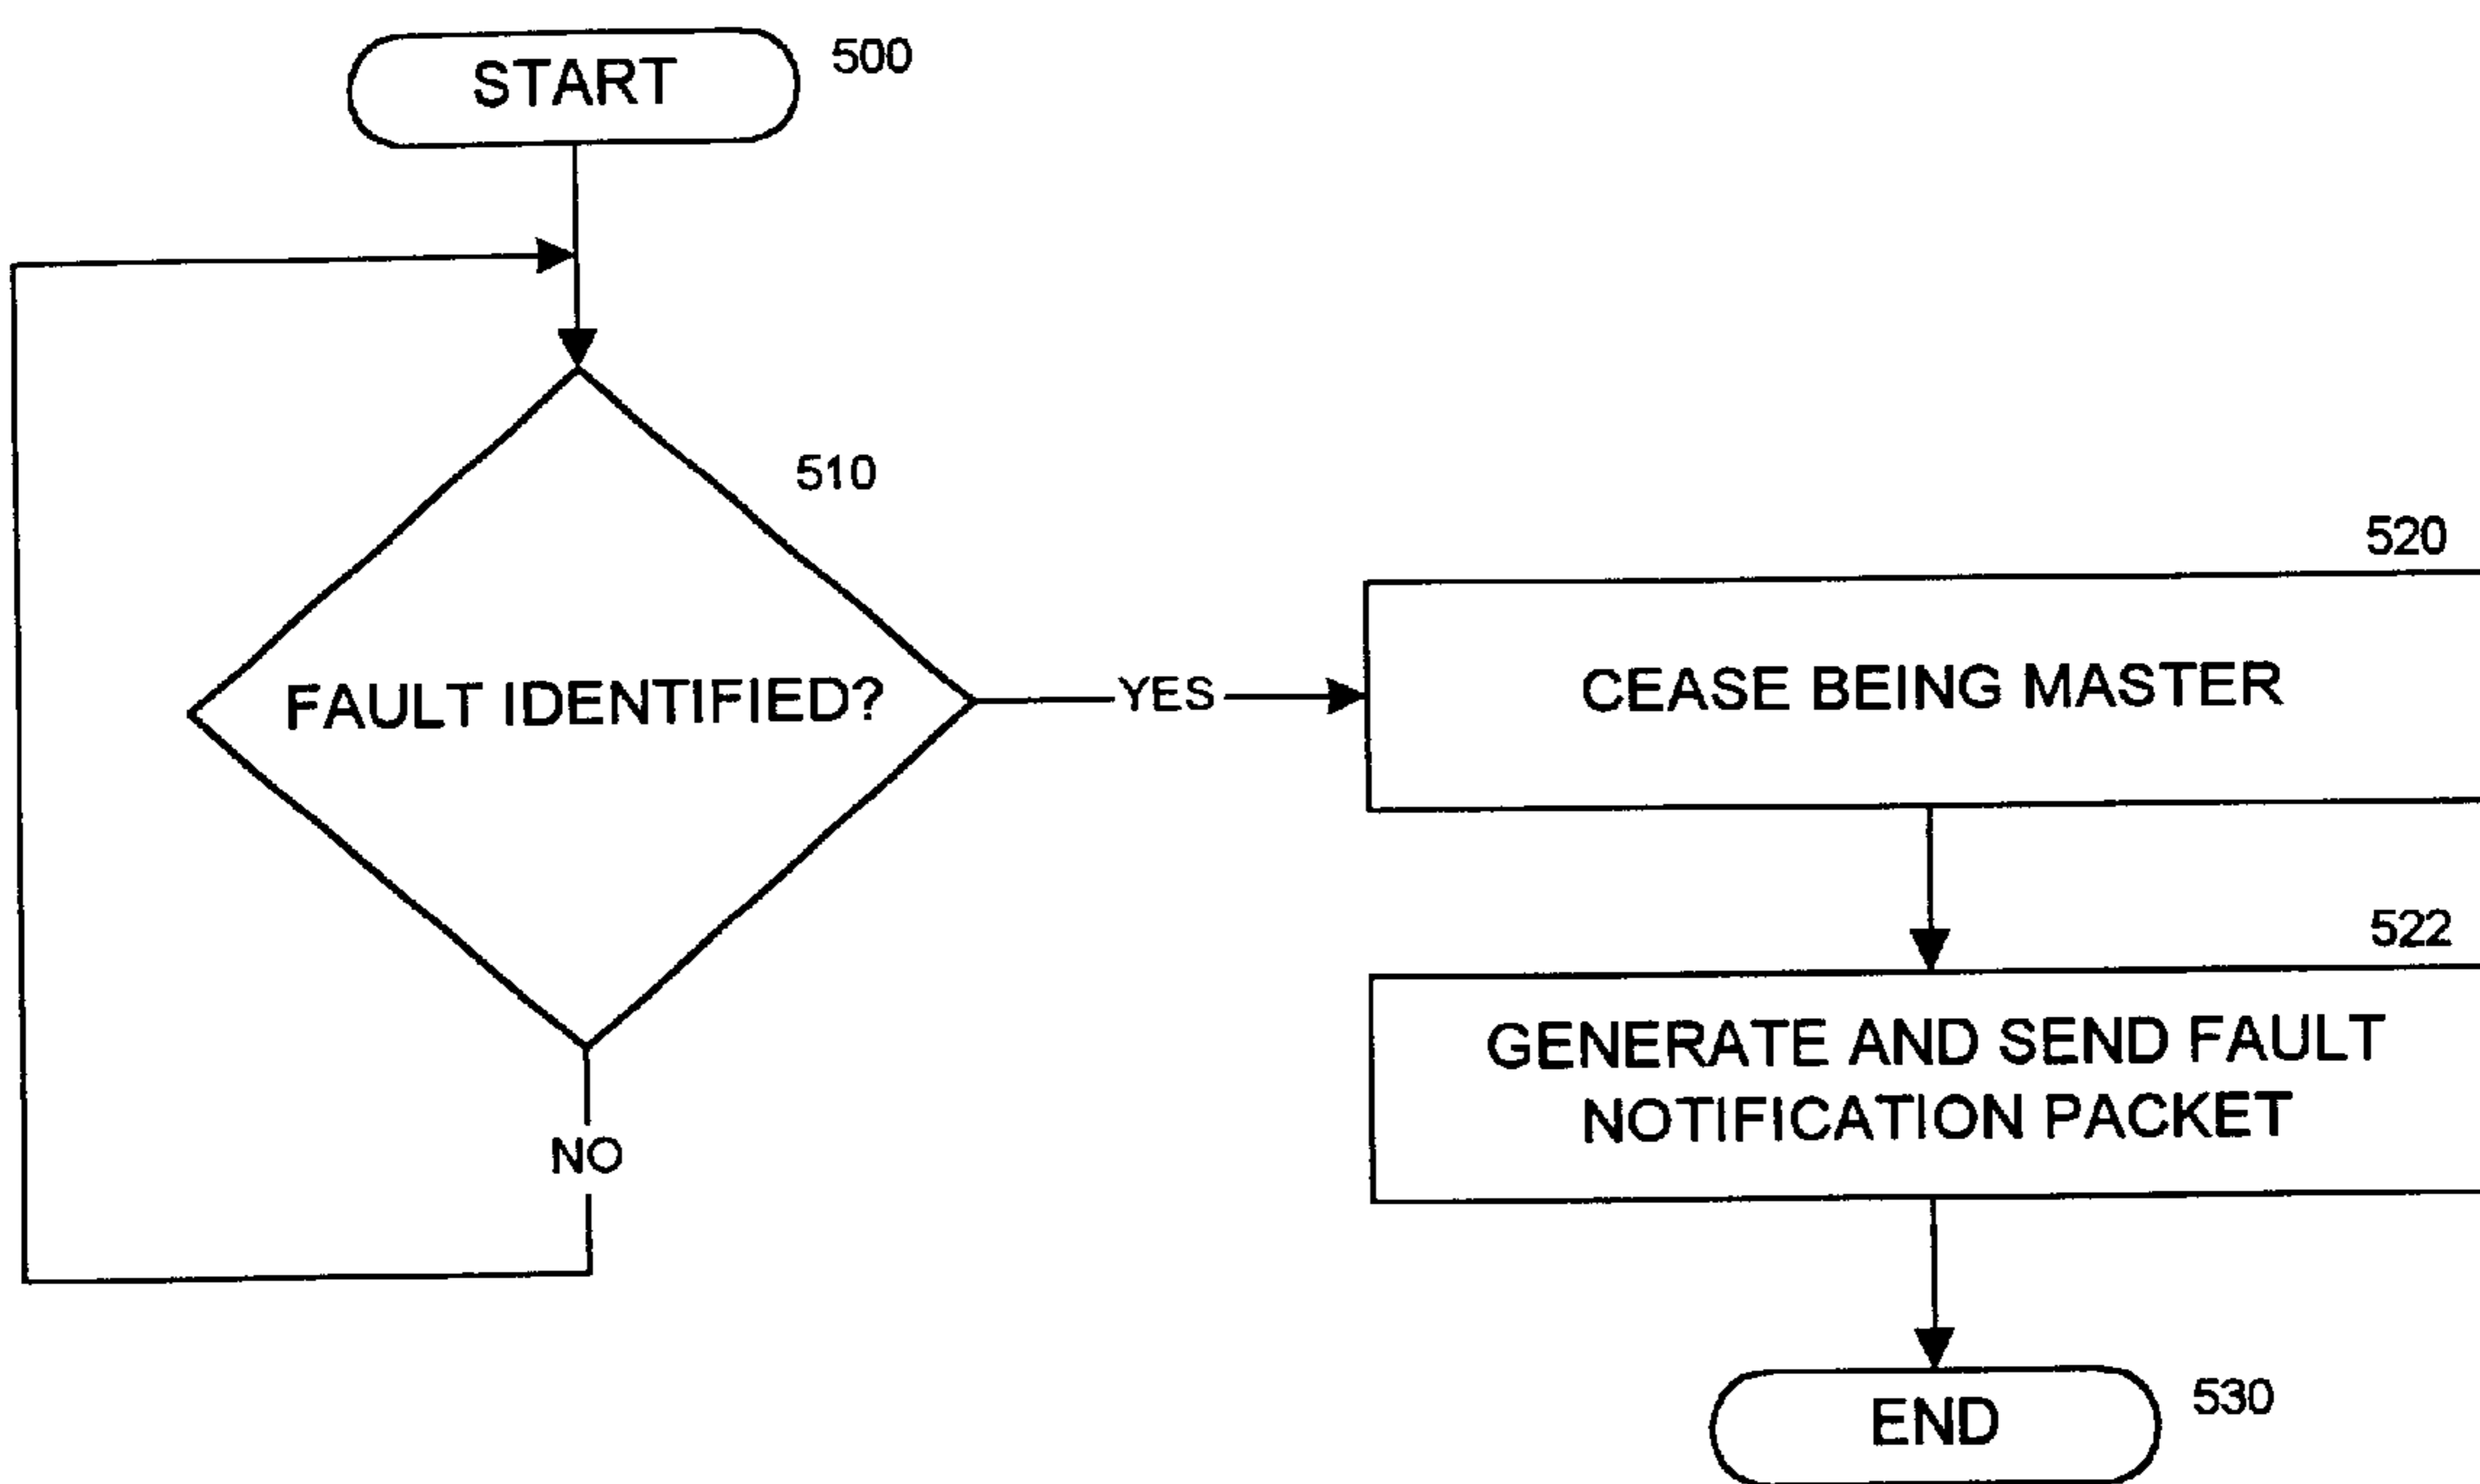 START
500
510
FAULT IDENTIFIED?
YES
520
CEASE BEING MASTER
522
GENERATE AND SEND FAULT
NOTIFICATION PACKET
NO
END
530